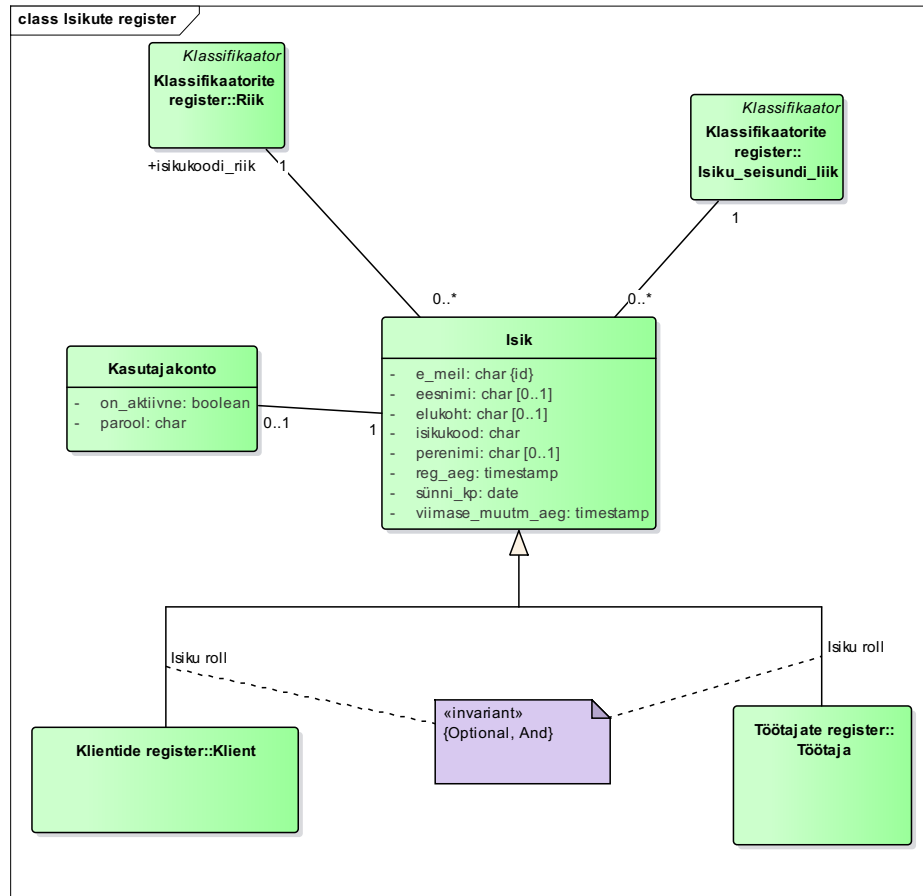 class Isikute register
Klassifikaator
Klassifikaatorite
register::Riik
+isikukoodi_riik
1
0..*
Klassifikaator
Klassifikaatorite
register::
Isiku_seisundi_liik
1
0..*
Kasutajakonto
- on_aktiivne: boolean
- parool: char
0..1
1
Isik
- e_meil: char {id}
- eesnimi: char [0..1]
- elukoht: char [0..1]
- isikukood: char
- perenimi: char [0..1]
- reg_aeg: timestamp
- sünni_kp: date
- viimase_muutm_aeg: timestamp
Isiku roll
Isiku roll
«invariant»
{Optional, And}
Klientide register::Klient
Töötajate register::
Töötaja